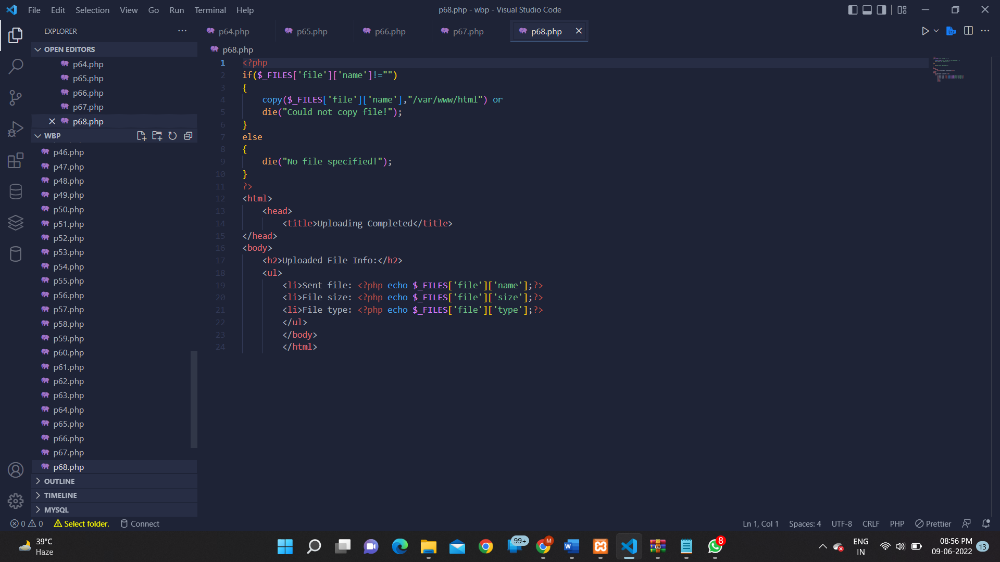 File Edit Selection View Go Run Terminal Help
p68.php - wbp - Visual Studio Code
EXPLORER
OPEN EDITORS
p64.php
p65.php
p66.php
p67.php
p68.php
WBP
p46.php
p47.php
p48.php
p49.php
p50.php
p51.php
p52.php
p53.php
p54.php
p55.php
p56.php
p57.php
p58.php
p59.php
p60.php
p61.php
p62.php
p63.php
p64.php
p65.php
p66.php
p67.php
p68.php
OUTLINE
TIMELINE
MYSQL
p64.php p65.php p66.php p67.php p68.php
p68.php
1 <?php
2 if($_FILES['file']['name']!="")
3 {
4     copy($_FILES['file']['name'],"/var/www/html") or
5     die("Could not copy file!");
6 }
7 else
8 {
9     die("No file specified!");
10 }
11 ?>
12 <html>
13     <head>
14         <title>Uploading Completed</title>
15 </head>
16 <body>
17     <h2>Uploaded File Info:</h2>
18     <ul>
19         <li>Sent file: <?php echo $_FILES['file']['name'];?>
20         <li>File size: <?php echo $_FILES['file']['size'];?>
21         <li>File type: <?php echo $_FILES['file']['type'];?>
22         </ul>
23         </body>
24         </html>
0 0 Select folder. Connect
Ln 1, Col 1 Spaces: 4 UTF-8 CRLF PHP Prettier
39°C
Haze
99+
M
W
8
ENG
IN
08:56 PM
09-06-2022
13